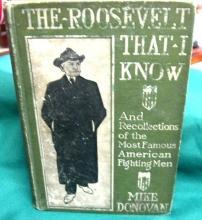 THE·ROOSEVELT
THAT·I
KNOW
And
Recollections
of the
Most Famous
American
Fighting Men
MIKE
DONOVAN